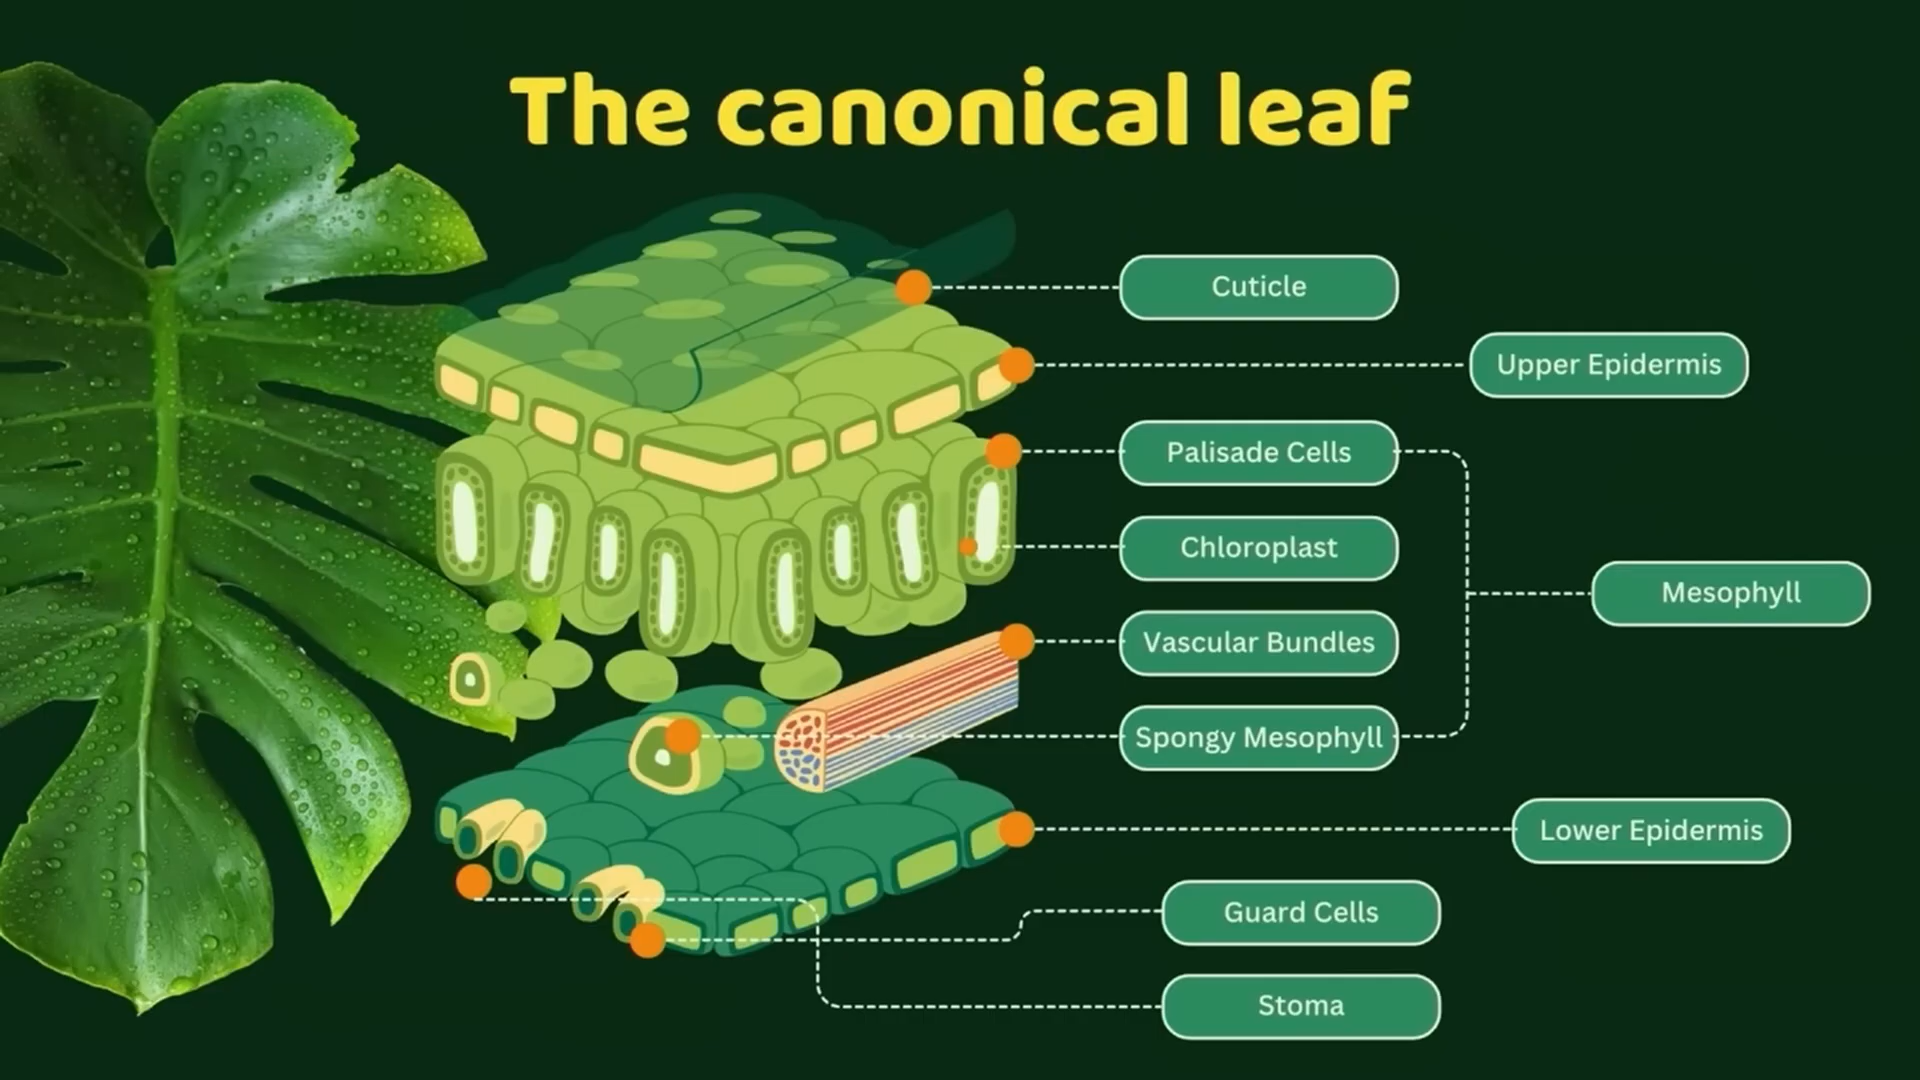 The canonical leaf
Cuticle
Upper Epidermis
Palisade Cells
Chloroplast
Mesophyll
Vascular Bundles
Spongy Mesophyll
Lower Epidermis
Guard Cells
Stoma